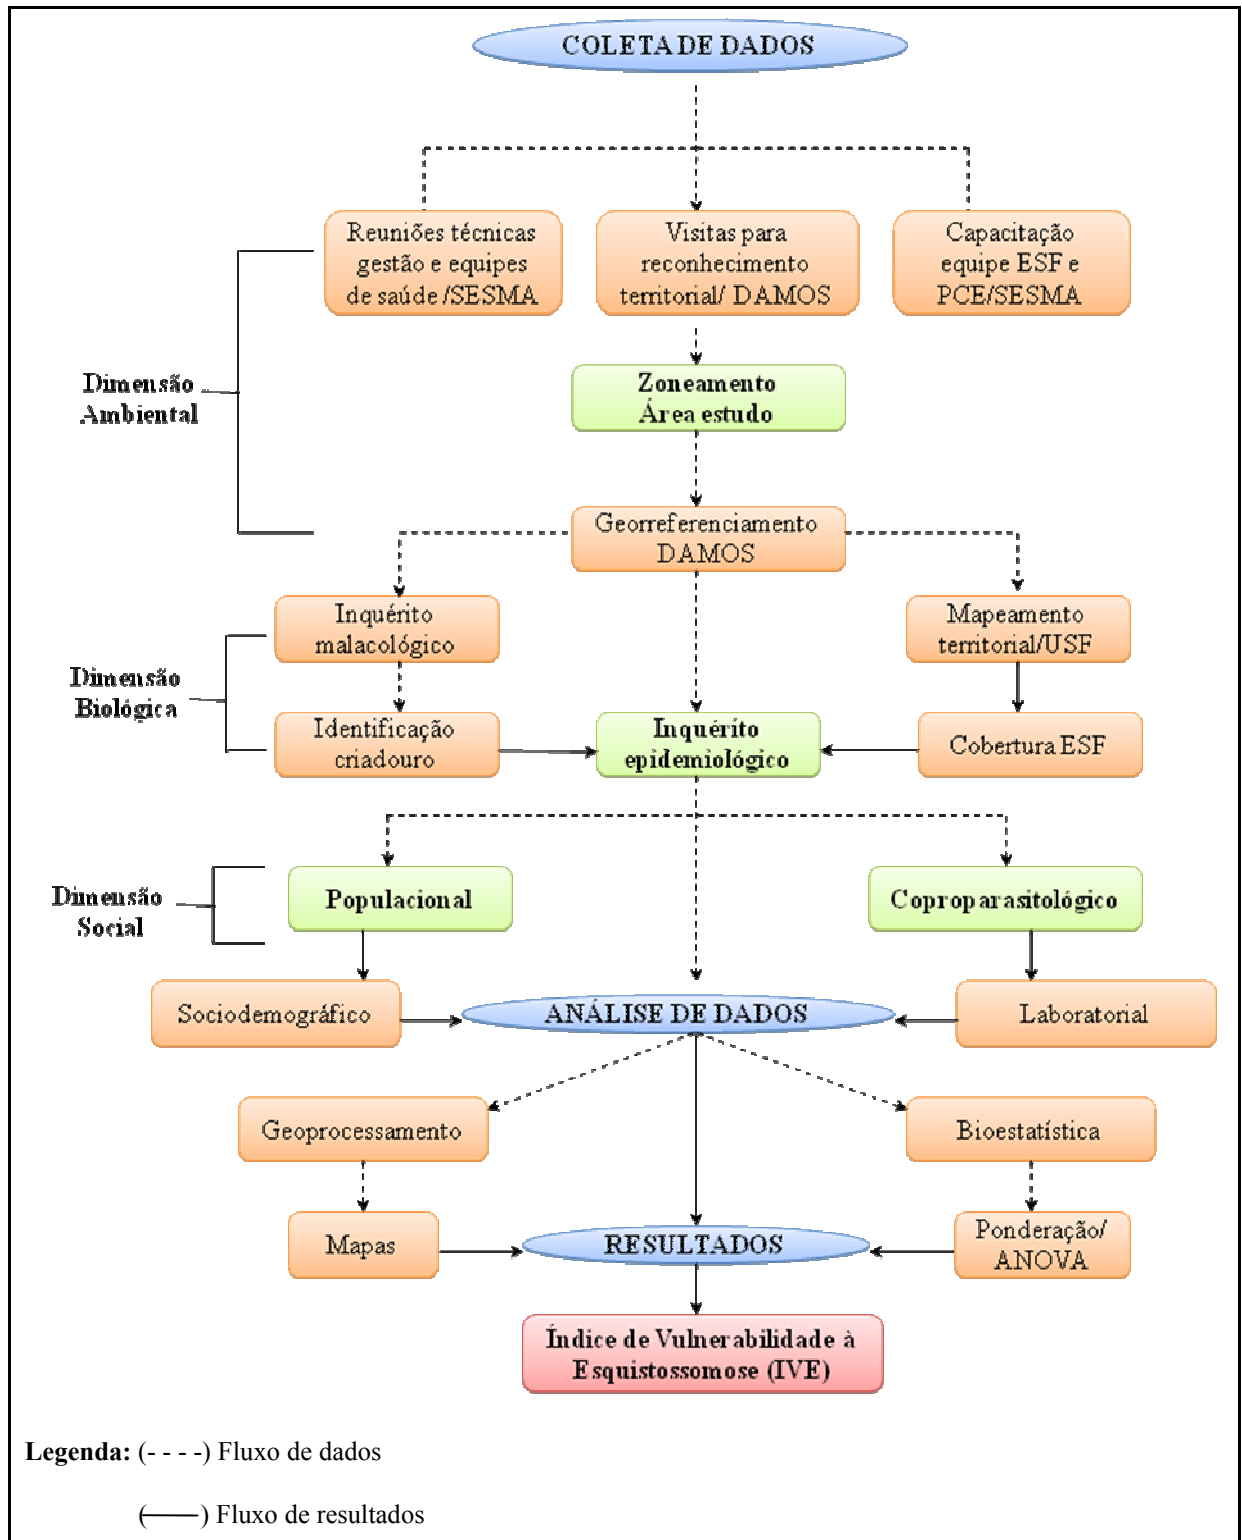 COLETA DE DADOS
Reuniões técnicas
gestão e equipes
de saúde /SESMA
Visitas para
reconhecimento
territorial/ DAMOS
Capacitação
equipe ESF e
PCE/SESMA
Dimensão
Ambiental
Zoneamento
Área estudo
Georreferenciamento
DAMOS
Inquérito
malacológico
Mapeamento
territorial/USF
Dimensão
Biológica
Identificação
criadouro
Inquérito
epidemiológico
Cobertura ESF
Dimensão
Social
Populacional
Coproparasitológico
Sociodemográfico
ANÁLISE DE DADOS
Laboratorial
Geoprocessamento
Bioestatística
Mapas
RESULTADOS
Ponderação/
ANOVA
Índice de Vulnerabilidade à
Esquistossomose (IVE)
Legenda: (- - - -) Fluxo de dados
(——) Fluxo de resultados